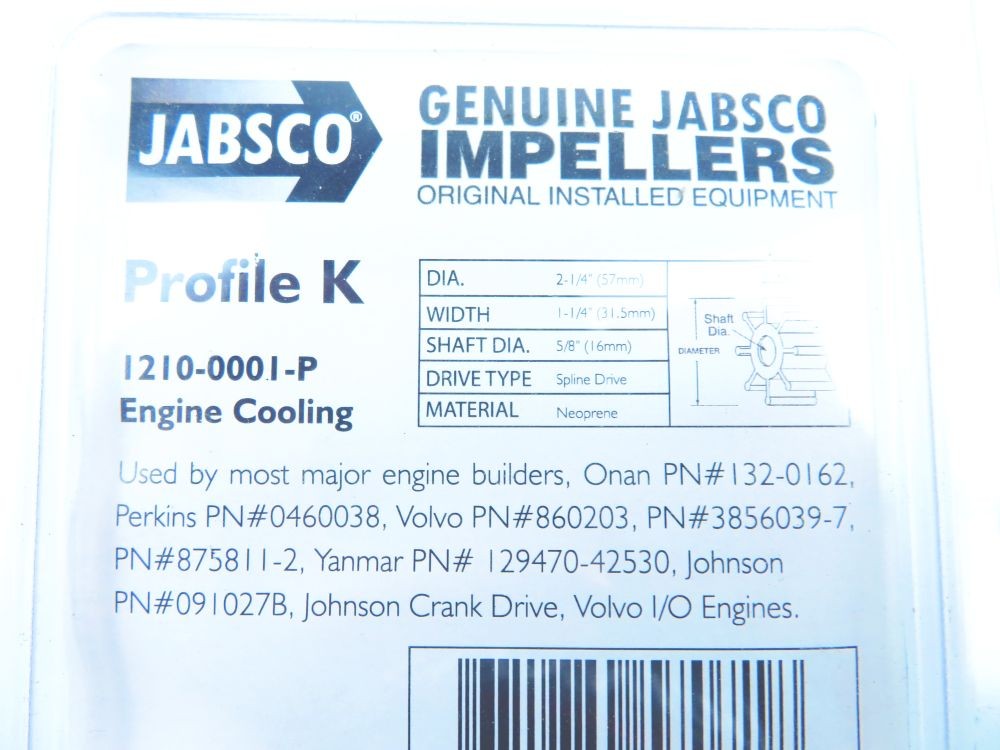 JABSCO®
GENUINE JABSCO
IMPELLERS
ORIGINAL INSTALLED EQUIPMENT
Profile K
1210-0001-P
Engine Cooling
DIA. 2-1/4" (57mm)
WIDTH 1-1/4" (31.5mm)
SHAFT DIA. 5/8" (16mm)
DRIVE TYPE Spline Drive
MATERIAL Neoprene
Shaft
Dia.
DIAMETER
Used by most major engine builders, Onan PN#132-0162,
Perkins PN#0460038, Volvo PN#860203, PN#3856039-7,
PN#875811-2, Yanmar PN# 129470-42530, Johnson
PN#091027B, Johnson Crank Drive, Volvo I/O Engines.